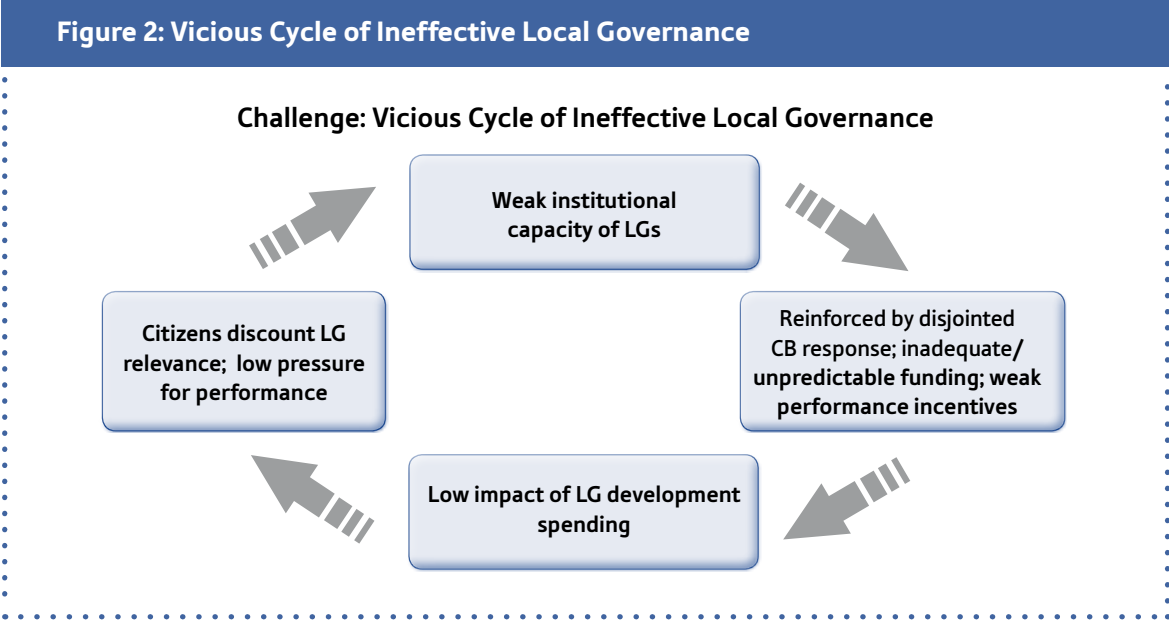 Figure 2: Vicious Cycle of Ineffective Local Governance
Challenge: Vicious Cycle of Ineffective Local Governance
Weak institutional
capacity of LGs
Reinforced by disjointed
CB response; inadequate/
unpredictable funding; weak
performance incentives
Low impact of LG development
spending
Citizens discount LG
relevance; low pressure
for performance